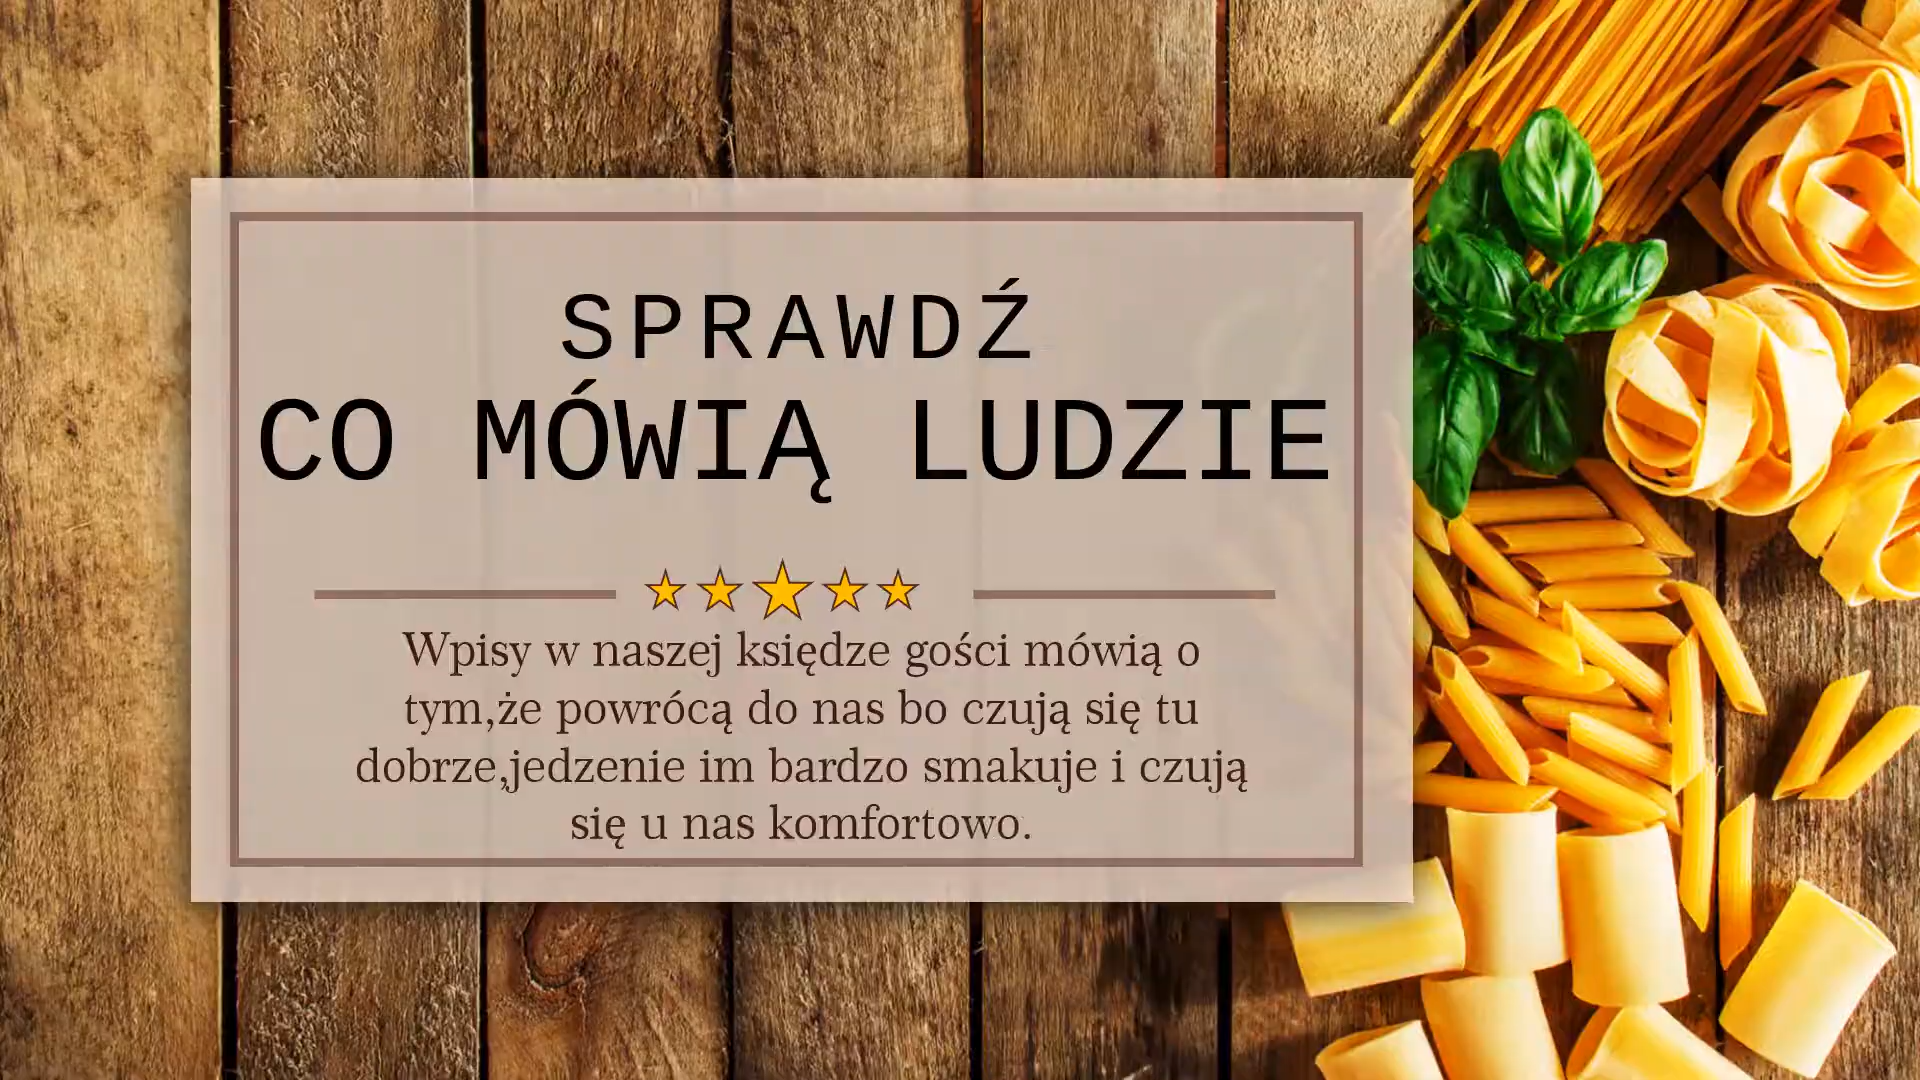 SPRAWDŹ
CO MÓWIĄ LUDZIE
Wpisy w naszej księdze gości mówią o
tym,że powrócą do nas bo czują się tu
dobrze,jedzenie im bardzo smakuje i czują
się u nas komfortowo.